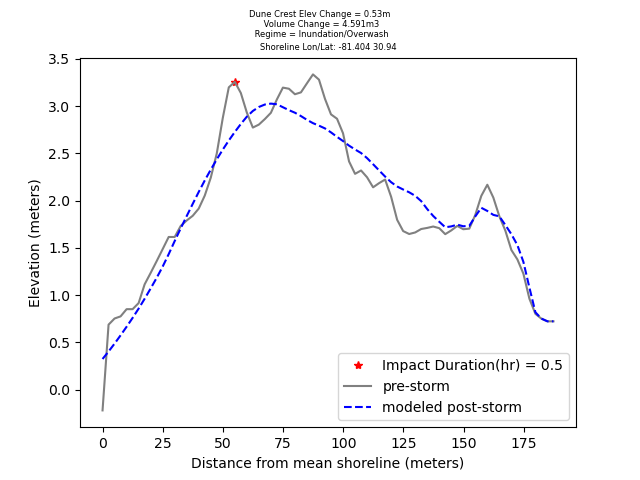 Dune Crest Elev Change = 0.53m
Volume Change = 4.591m3
Regime = Inundation/Overwash
Shoreline Lon/Lat: -81.404 30.94
3.5
3.0
2.5
2.0
1.5
1.0
0.5
0.0
Elevation (meters)
Impact Duration(hr) = 0.5
pre-storm
modeled post-storm
0 25 50 75 100 125 150 175
Distance from mean shoreline (meters)